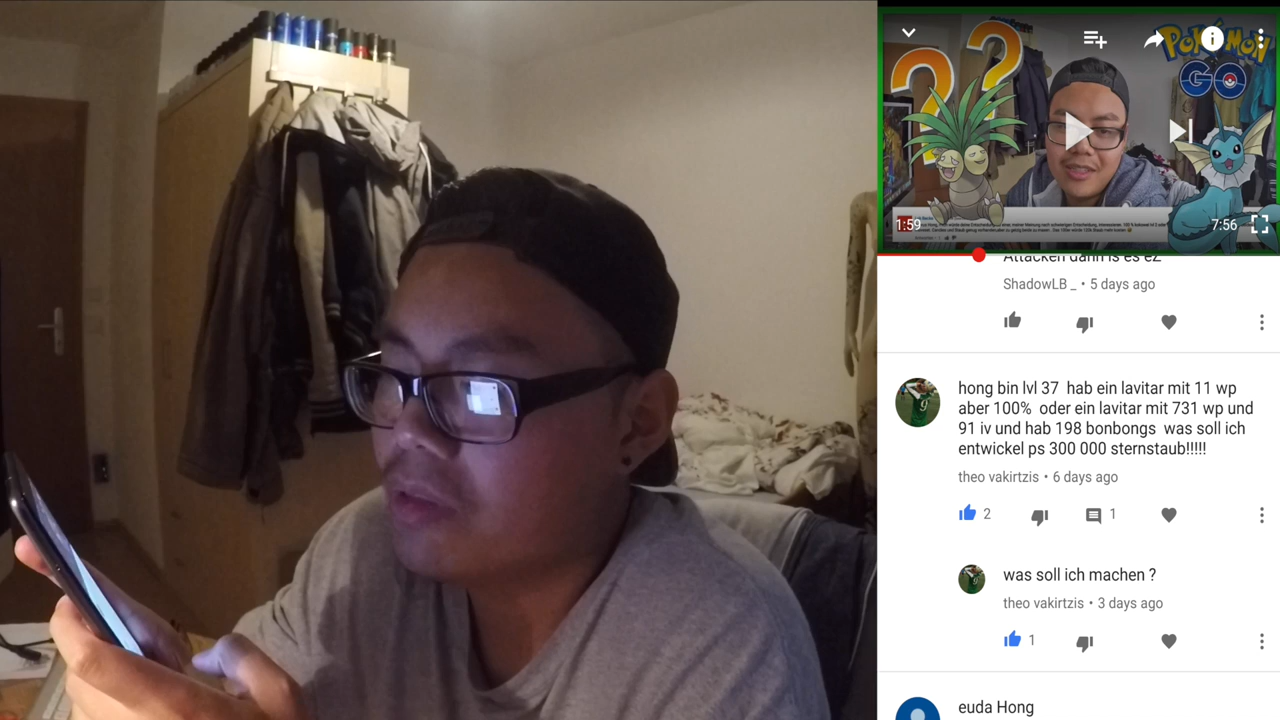 POKÉMON
GO
??
1:59
7:56
Attacken dann is es eZ
ShadowLB _ • 5 days ago
hong bin lvl 37 hab ein lavitar mit 11 wp
aber 100% oder ein lavitar mit 731 wp und
91 iv und hab 198 bonbongs was soll ich
entwickel ps 300 000 sternstaub!!!!!
theo vakirtzis • 6 days ago
2
1
was soll ich machen ?
theo vakirtzis • 3 days ago
1
euda Hong